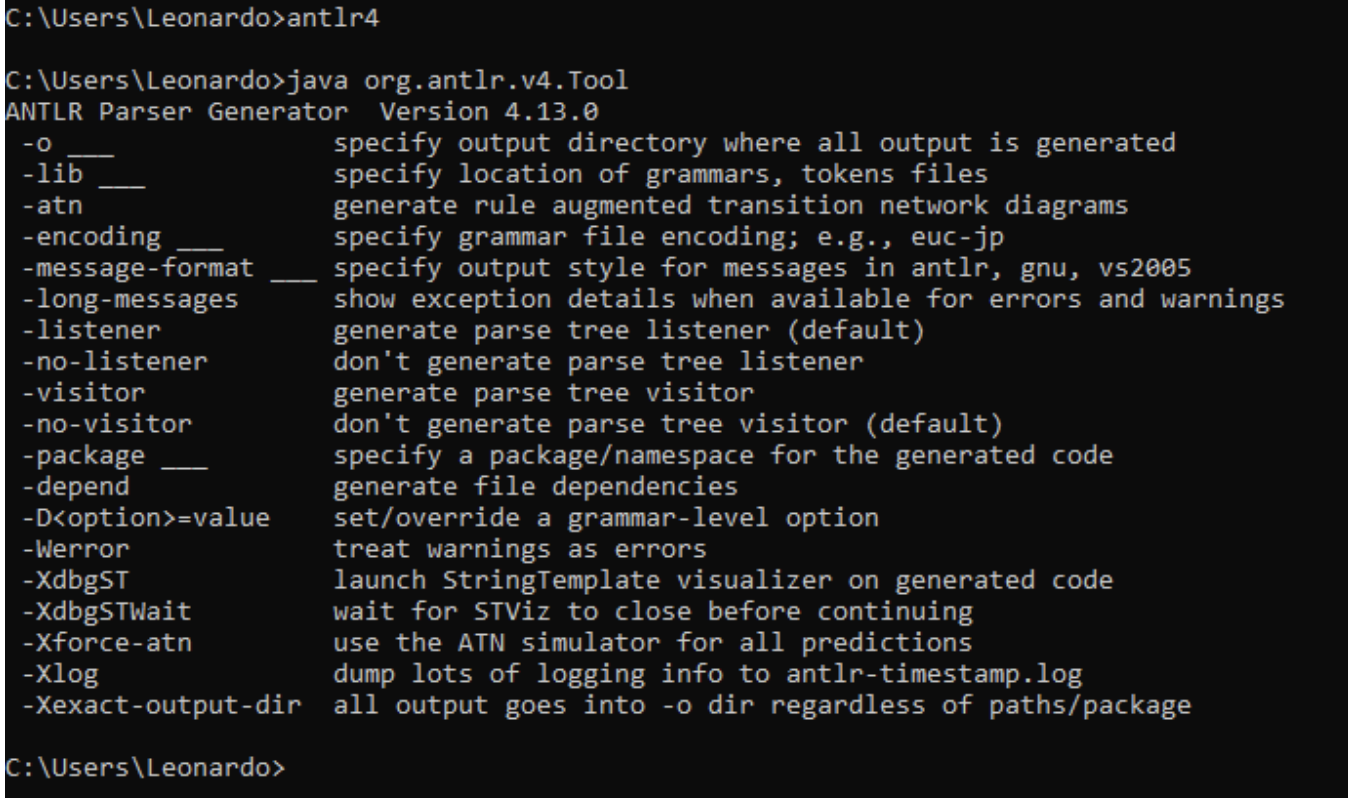 C:\Users\Leonardo>antlr4
C:\Users\Leonardo>java org.antlr.v4.Tool
ANTLR Parser Generator  Version 4.13.0
 -o ___              specify output directory where all output is generated
 -lib ___            specify location of grammars, tokens files
 -atn                generate rule augmented transition network diagrams
 -encoding ___       specify grammar file encoding; e.g., euc-jp
 -message-format ___ specify output style for messages in antlr, gnu, vs2005
 -long-messages      show exception details when available for errors and warnings
 -listener           generate parse tree listener (default)
 -no-listener        don't generate parse tree listener
 -visitor            generate parse tree visitor
 -no-visitor         don't generate parse tree visitor (default)
 -package ___        specify a package/namespace for the generated code
 -depend             generate file dependencies
 -D<option>=value    set/override a grammar-level option
 -Werror             treat warnings as errors
 -XdbgST             launch StringTemplate visualizer on generated code
 -XdbgSTWait         wait for STViz to close before continuing
 -Xforce-atn         use the ATN simulator for all predictions
 -Xlog               dump lots of logging info to antlr-timestamp.log
 -Xexact-output-dir  all output goes into -o dir regardless of paths/package
C:\Users\Leonardo>